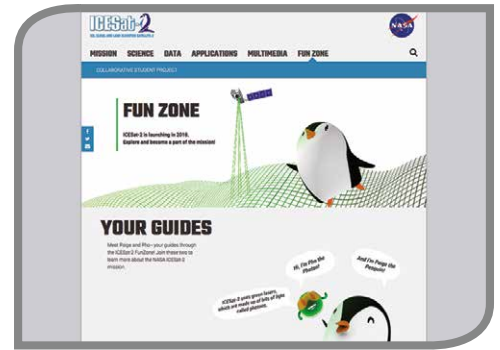 ICESat-2
NASA
MISSION SCIENCE DATA APPLICATIONS MULTIMEDIA FUN ZONE
COLLABORATIVE STUDENT PROJECT
FUN ZONE
ICESat-2 is launching in 2018.
Explore and become a part of the mission!
YOUR GUIDES
Meet Paige and Pho–your guides through
the ICESat-2 FunZone! Join these two to
learn more about the NASA ICESat-2
mission.
Hi, I'm Pho the
Photon!
And I'm Paige the
Penguin!
ICESat-2 uses green lasers,
which are made up of bits of light
called photons.